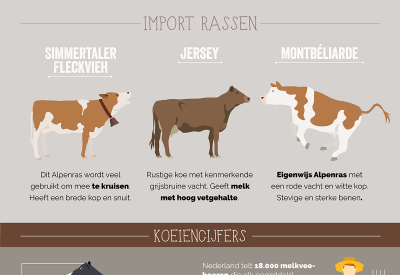 IMPORT RASSEN
SIMMERTALER
FLECKVIEH
JERSEY
MONTBÉLIARDE
Dit Alpenras wordt veel
gebruikt om mee te kruisen.
Heeft een brede kop en snuit.
Rustige koe met kenmerkende
grijsbruine vacht. Geeft melk
met hoog vetgehalte.
Eigenwijs Alpenras met
een rode vacht en witte kop.
Stevige en sterke benen.
KOEIENCIJFERS
Nederland telt 18.000 melkvee-